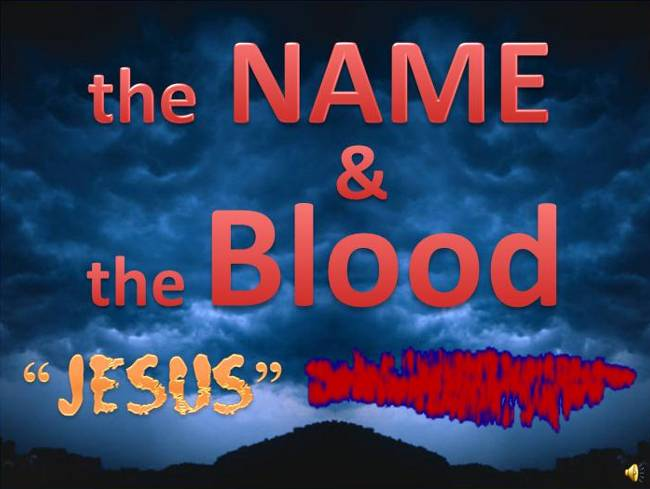 the NAME
&
the Blood
“JESUS”